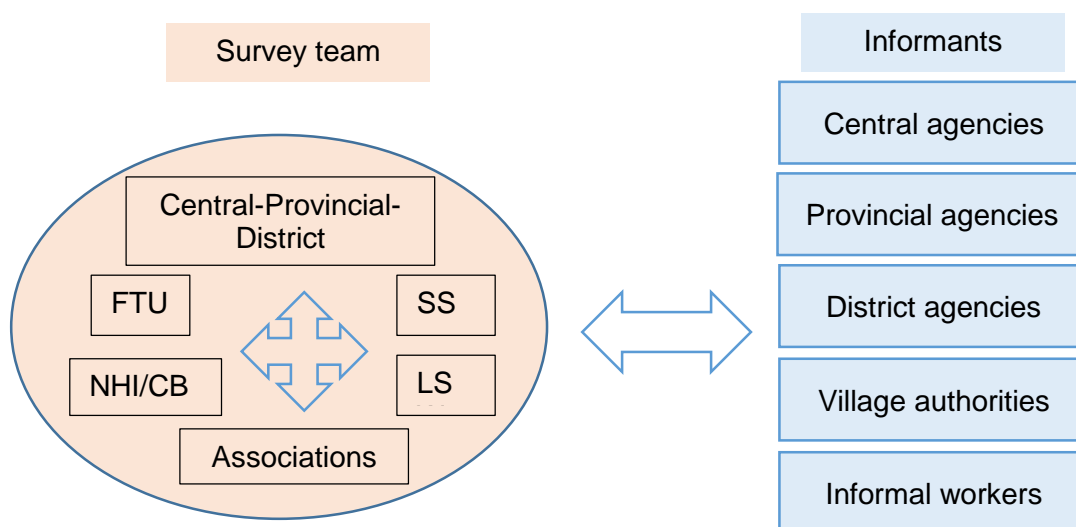 Survey team
Central-Provincial-
District
FTU
SS
NHI/CB
LS
Associations
Informants
Central agencies
Provincial agencies
District agencies
Village authorities
Informal workers